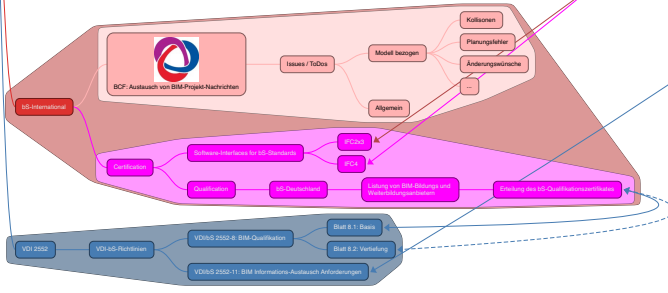 Kollisonen
Planungsfehler
Modell bezogen
Änderungswünsche
Issues / ToDos
...
BCF: Austausch von BIM-Projekt-Nachrichten
Allgemein
bS-International
IFC2x3
Software-Interfaces for bS-Standards
IFC4
Certification
Qualification
bS-Deutschland
Listung von BIM-Bildungs und
Weiterbildungsanbietern
Erteilung des bS-Qualifikationszertifikates
Blatt 8.1: Basis
VDI/bS 2552-8: BIM-Qualifikation
Blatt 8.2: Vertiefung
VDI 2552
VDI-bS-Richtlinien
VDI/bS 2552-11: BIM Informations-Austausch Anforderungen